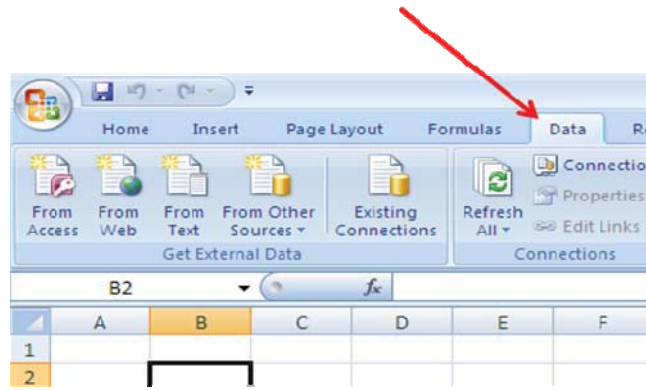 Home Insert Page Layout Formulas Data R
From Access From Web From Text From Other Sources Existing Connections Refresh All Connectio
Properties
Edit Links
Get External Data Connections
B2 fx
A B C D E F
1
2